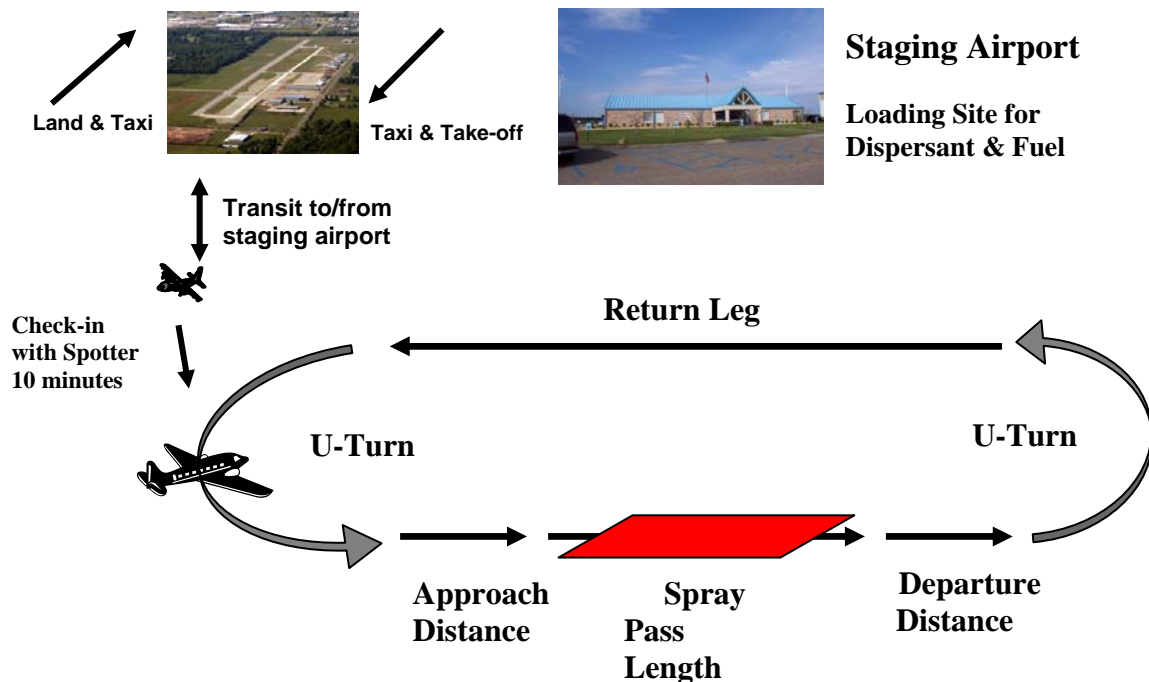 Land & Taxi
Taxi & Take-off
Staging Airport
Loading Site for
Dispersant & Fuel
Transit to/from
staging airport
Check-in
with Spotter
10 minutes
Return Leg
U-Turn
U-Turn
Approach
Distance
Spray
Pass
Length
Departure
Distance